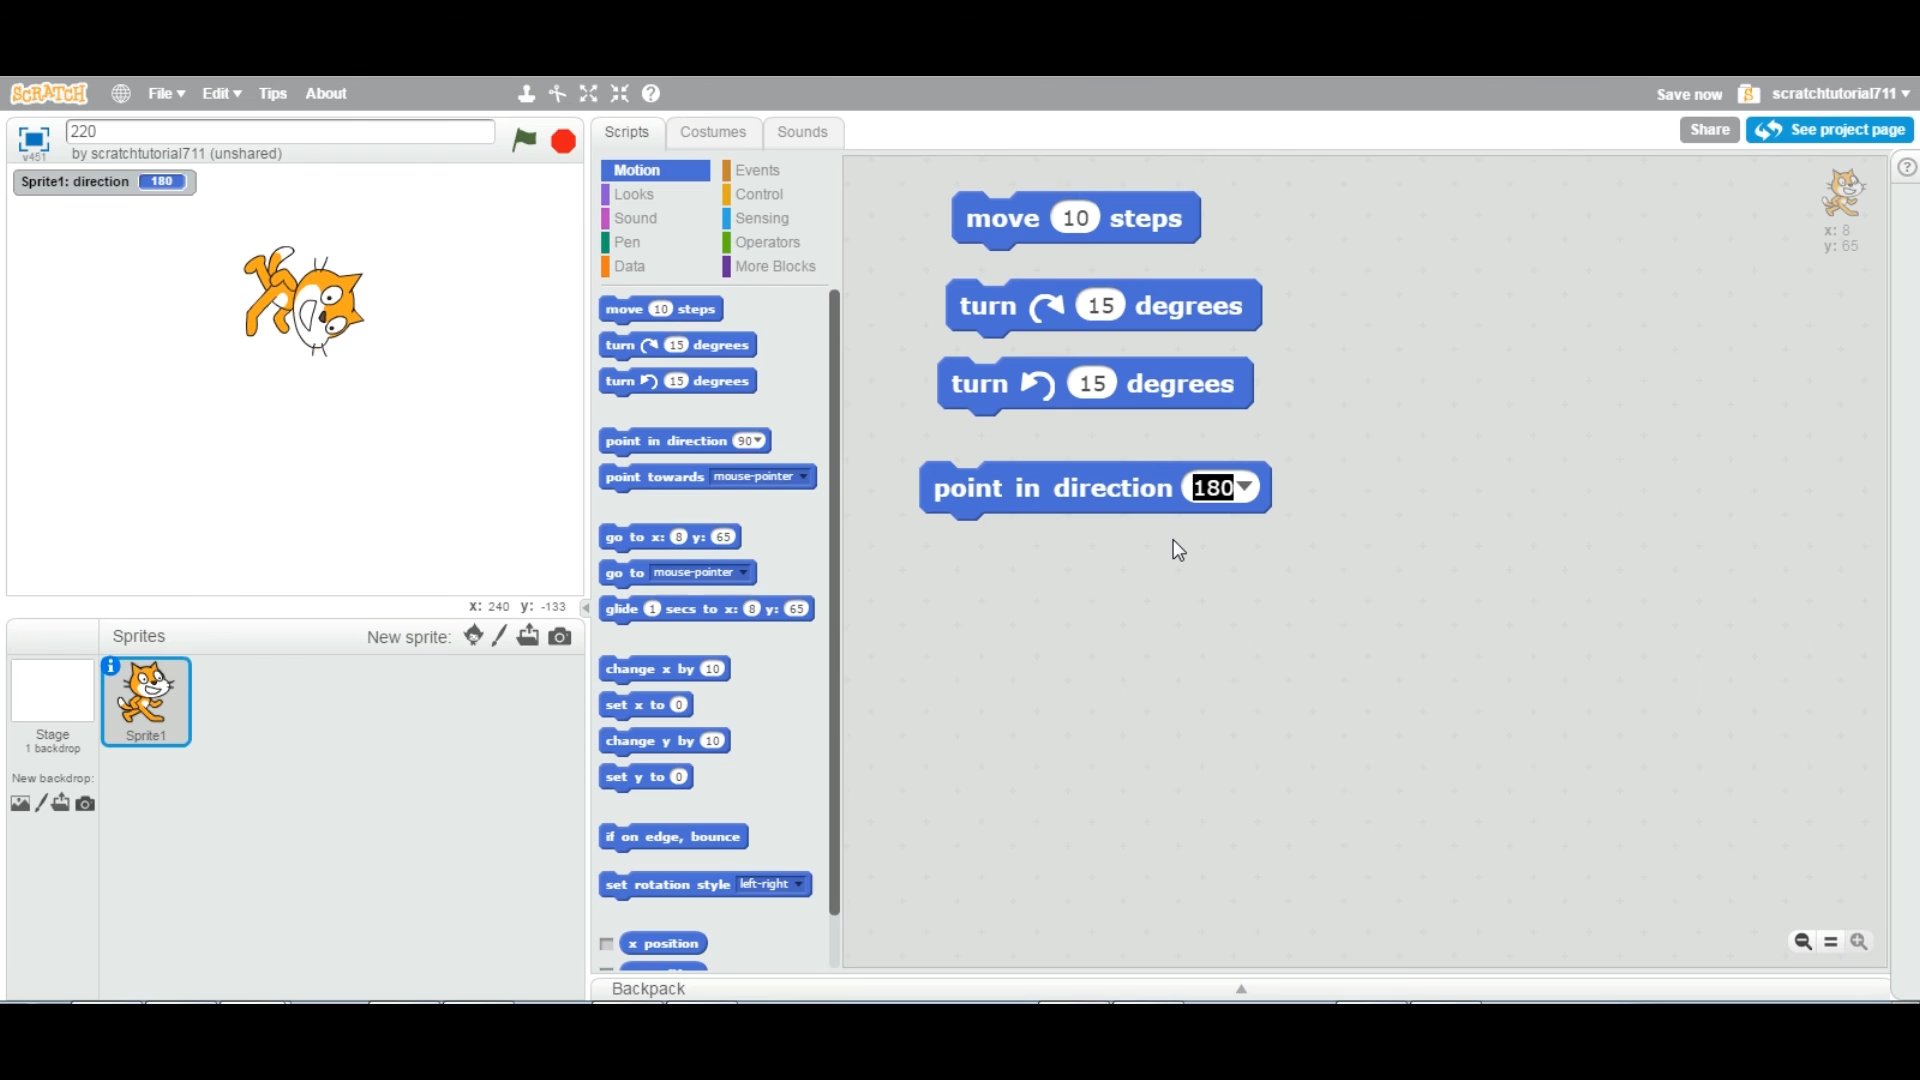 SCRATCH File Edit Tips About Save now scratchtutorial711
220
by scratchtutorial711 (unshared)
v451
Scripts Costumes Sounds Share See project page
Sprite1: direction 180
Motion Events
Looks Control
Sound Sensing
Pen Operators
Data More Blocks
x: 8
y: 65
move 10 steps
turn 15 degrees
turn 15 degrees
point in direction 90
point towards mouse-pointer
go to x: 8 y: 65
go to mouse-pointer
glide 1 secs to x: 8 y: 65
change x by 10
set x to 0
change y by 10
set y to 0
if on edge, bounce
set rotation style left-right
x position
move 10 steps
turn 15 degrees
turn 15 degrees
point in direction 180
x: 240 y: -133
Sprites New sprite:
Sprite1
Stage
1 backdrop
New backdrop:
Backpack